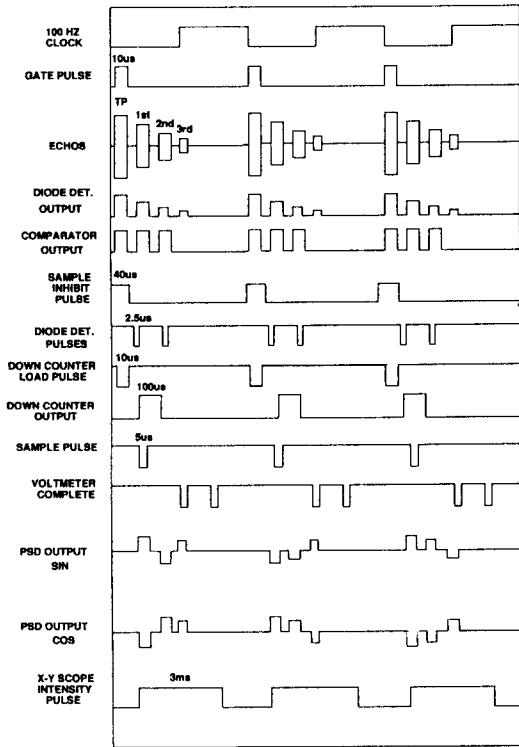 100 HZ
CLOCK
10us
GATE PULSE
TP
1st
2nd
3rd
ECHOS
DIODE DET.
OUTPUT
COMPARATOR
OUTPUT
SAMPLE
INHIBIT
PULSE
40us
2.5us
DIODE DET.
PULSES
DOWN COUNTER
LOAD PULSE
10us
100us
DOWN COUNTER
OUTPUT
5us
SAMPLE PULSE
VOLTMETER
COMPLETE
PSD OUTPUT
SIN
PSD OUTPUT
COS
X-Y SCOPE
INTENSITY
PULSE
3ms